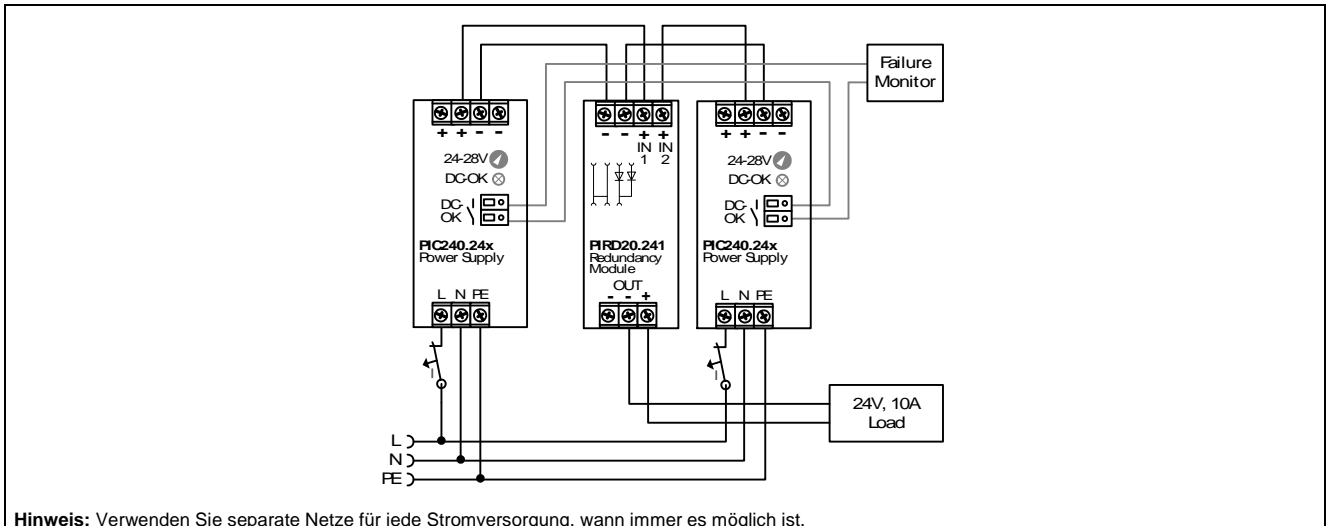 Failure
Monitor
+ + - -
- - + +
IN IN
1 2
+ + - -
24-28V
DC-OK
DC-
OK
PIC240.24x
Power Supply
L N PE
PIRD20.241
Redundancy
Module
OUT
- - +
24-28V
DC-OK
DC-
OK
PIC240.24x
Power Supply
L N PE
I
I
24V, 10A
Load
L
N
PE
Hinweis: Verwenden Sie separate Netze für jede Stromversorgung, wann immer es möglich ist.